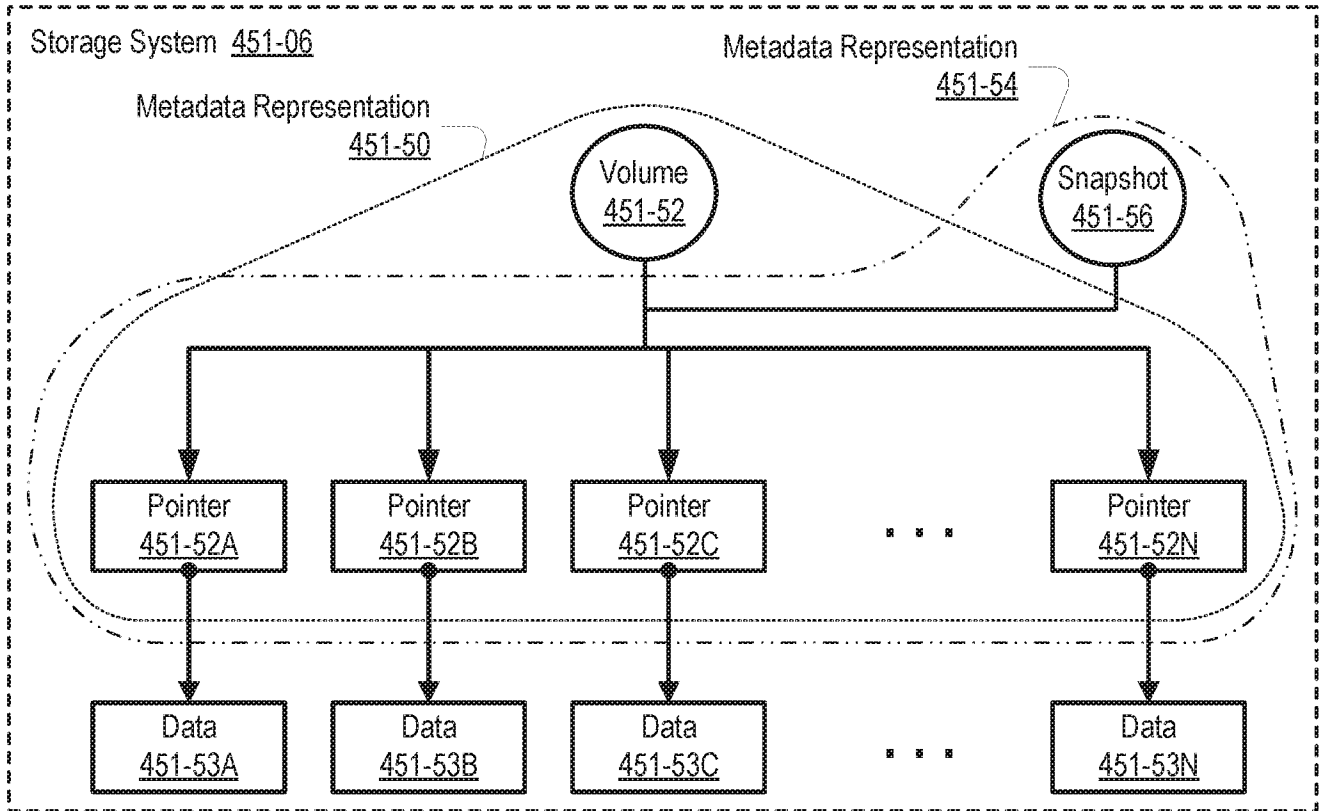 Storage System 451-06
Metadata Representation
451-54
Metadata Representation
451-50
Volume
451-52
Snapshot
451-56
Pointer
451-52A
Pointer
451-52B
Pointer
451-52C
. . .
Pointer
451-52N
Data
451-53A
Data
451-53B
Data
451-53C
. . .
Data
451-53N